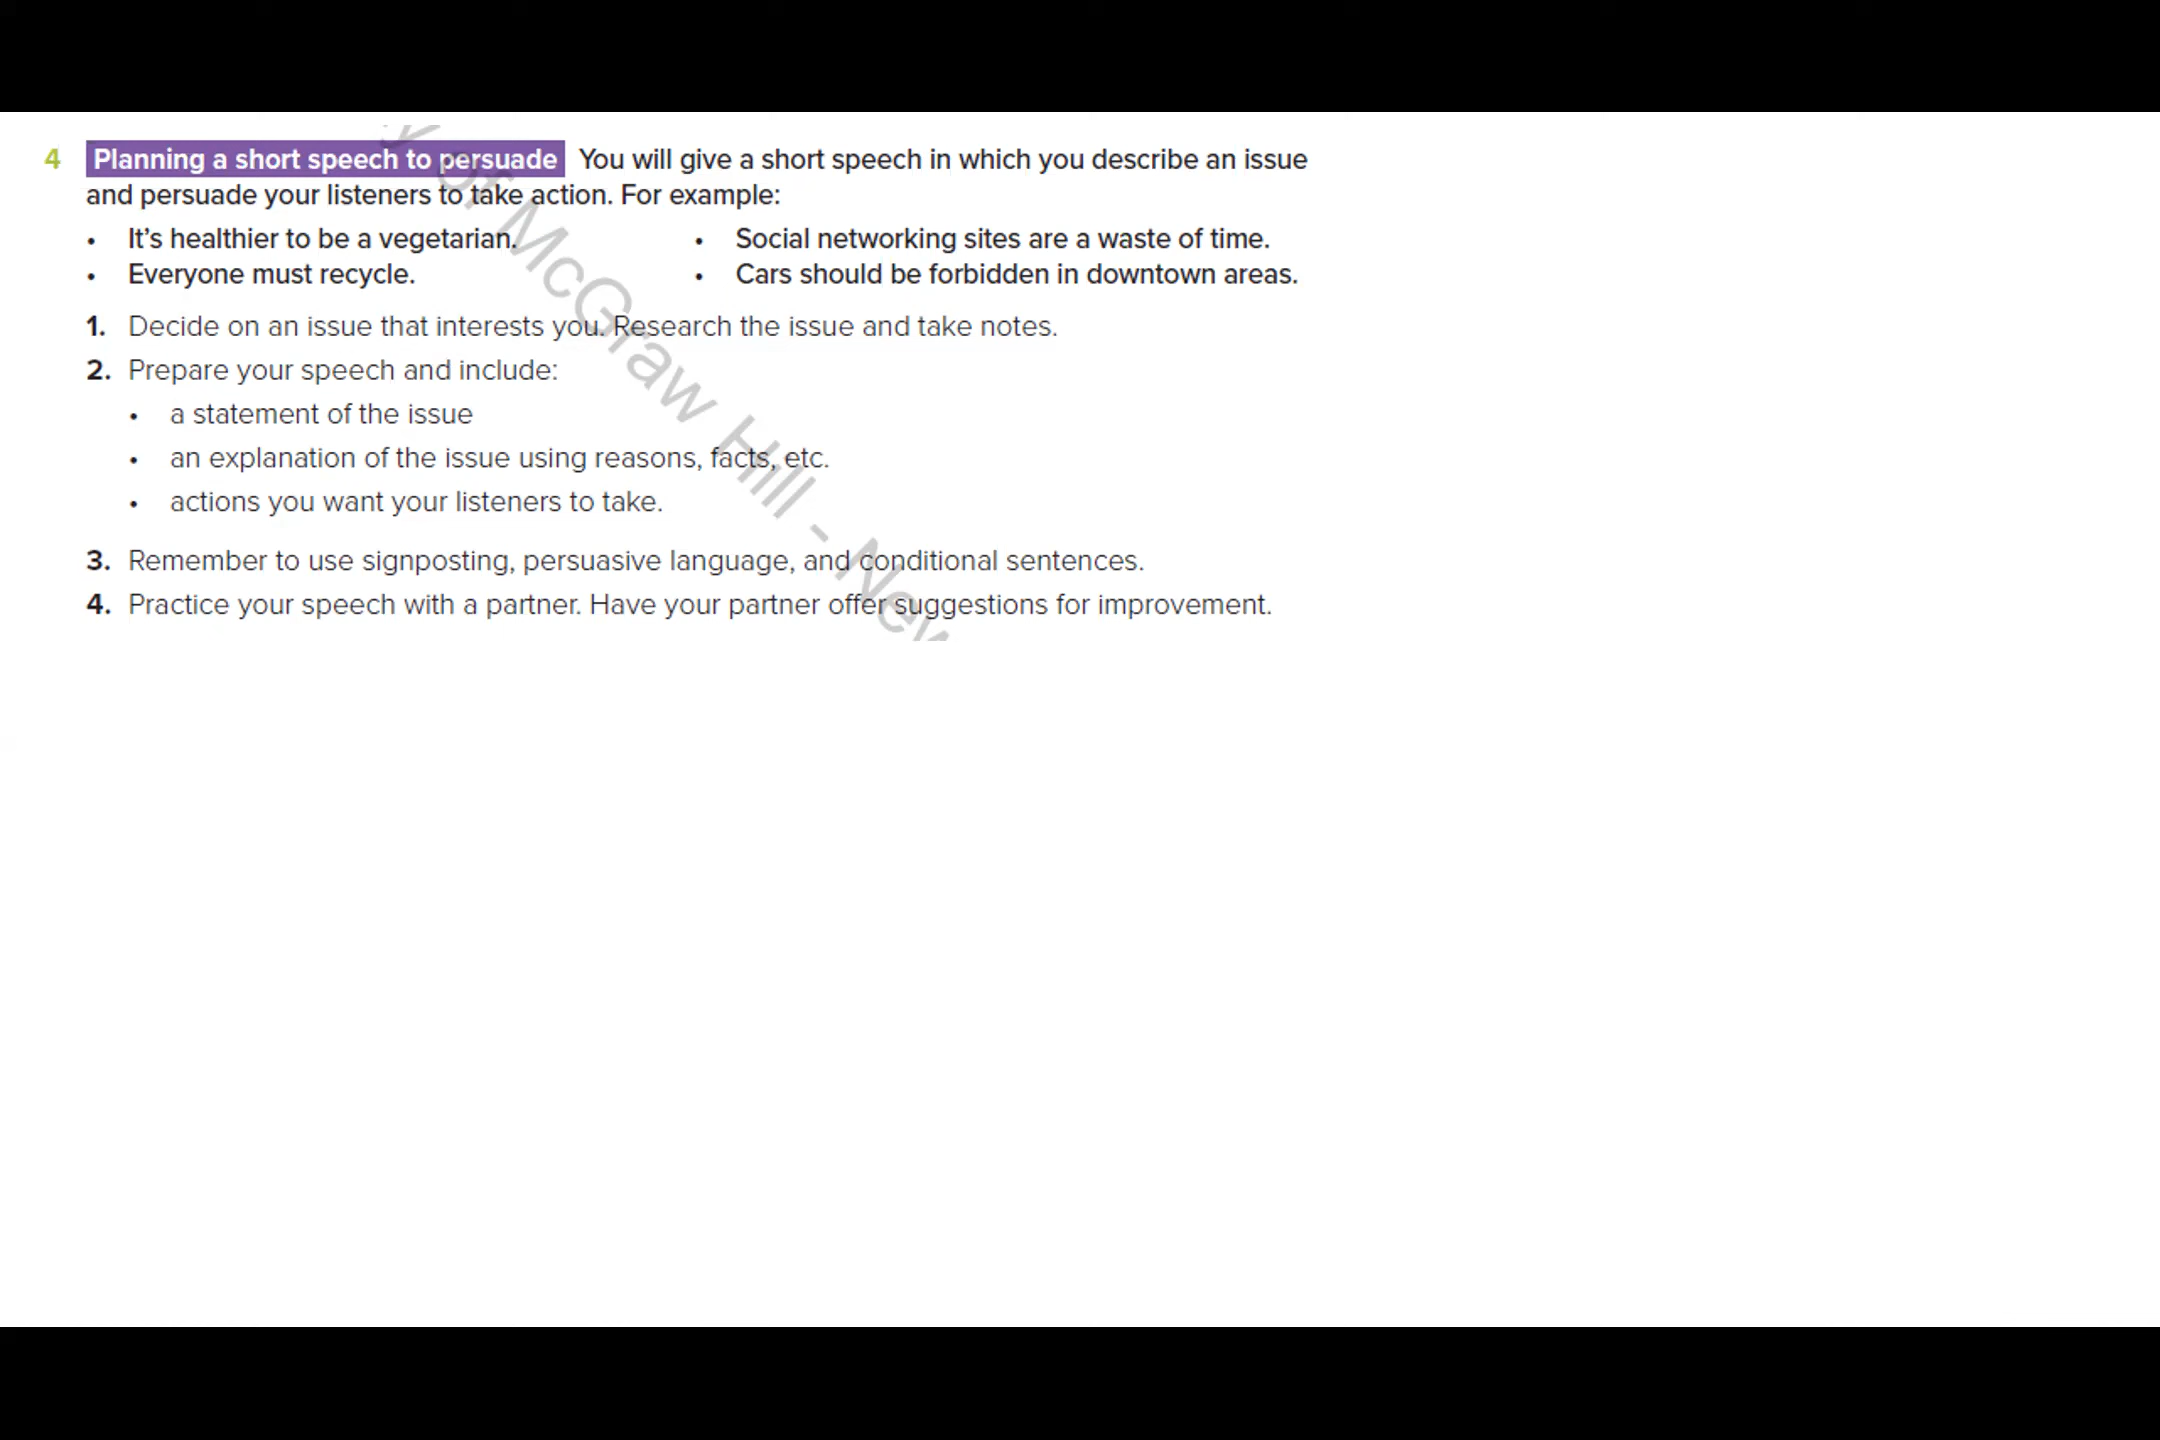 4 Planning a short speech to persuade You will give a short speech in which you describe an issue
and persuade your listeners to take action. For example:
• It's healthier to be a vegetarian. • Social networking sites are a waste of time.
• Everyone must recycle. • Cars should be forbidden in downtown areas.
1. Decide on an issue that interests you. Research the issue and take notes.
2. Prepare your speech and include:
• a statement of the issue
• an explanation of the issue using reasons, facts, etc.
• actions you want your listeners to take.
3. Remember to use signposting, persuasive language, and conditional sentences.
4. Practice your speech with a partner. Have your partner offer suggestions for improvement.
y of McGraw Hill - New